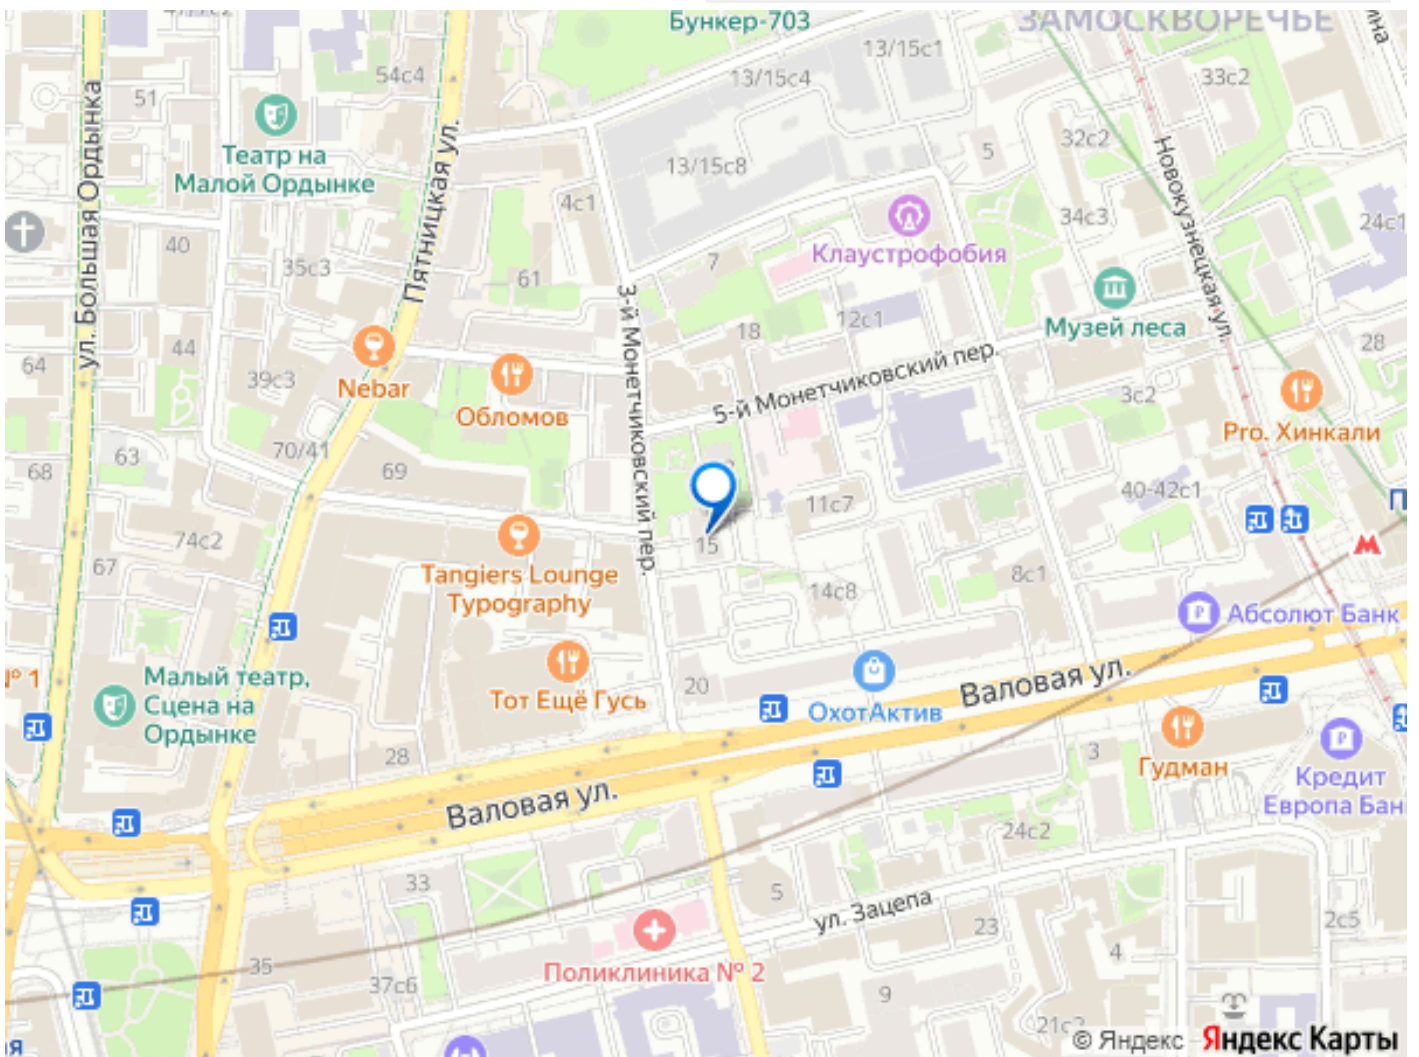 Бункер-703
ЗАМОСКВОРЕЧЬЕ
13/15с1
54с4
13/15с4
33с2
51
ул. Большая Ордынка
Театр на
Малой Ордынке
Пятницкая ул.
13/15с8
5
32с2
Новокузнецкая ул.
4с1
34с3
24с1
40
35с3
61
7
Клаустрофобия
3-й Монетчиковский пер.
Музей леса
18
12с1
64
44
39с3
Nebar
Обломов
5-й Монетчиковский пер.
28
3с2
Pro. Хинкали
68
63
70/41
69
11с7
40-42с1
П
74с2
67
15
Tangiers Lounge
Typography
14с8
8с1
Абсолют Банк
№ 1
Малый театр,
Сцена на
Ордынке
Тот Ещё Гусь
20
ОхотАктив
Валовая ул.
28
3
Гудман
Кредит
Европа Бан
Валовая ул.
24с2
33
5
ул. Зацепа
23
2с5
35
37с6
Поликлиника № 2
9
4
21с2
ая
© Яндекс Яндекс Карты